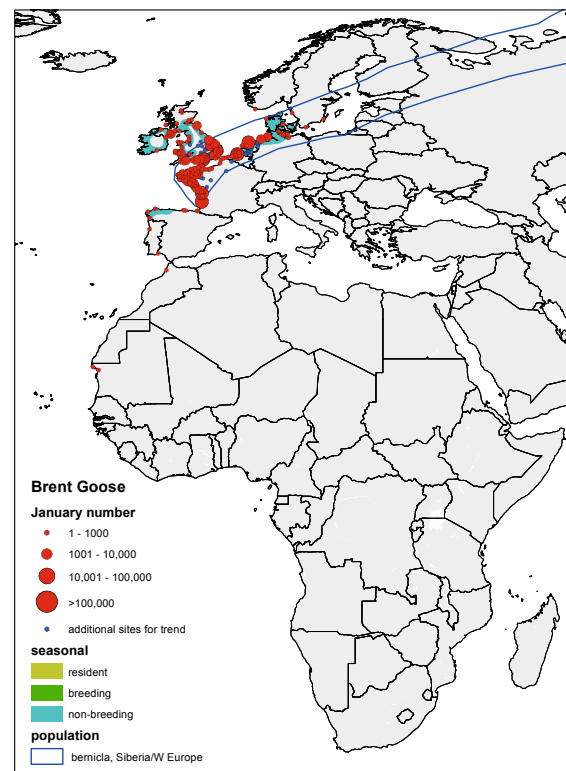 Brent Goose
January number
1 - 1000
1001 - 10,000
10,001 - 100,000
>100,000
additional sites for trend
seasonal
resident
breeding
non-breeding
population
bernicla, Siberia/W Europe